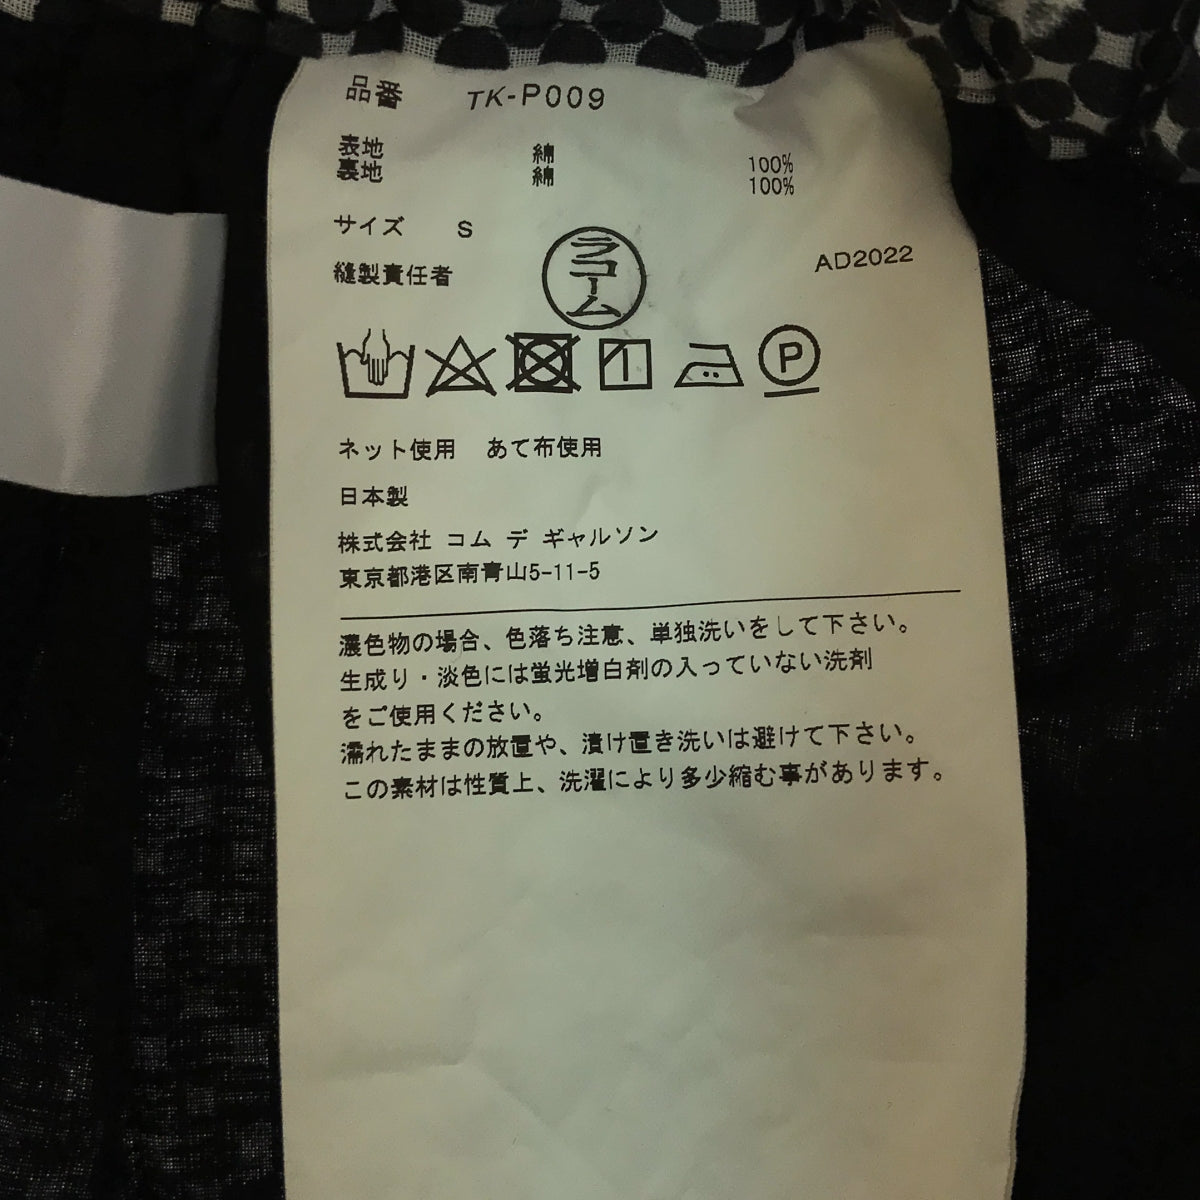 品番 TK-P009
表地 綿 100%
裏地 綿 100%
サイズ S
縫製責任者 ラコーム AD2022
P
ネット使用 あて布使用
日本製
株式会社 コム デ ギャルソン
東京都港区南青山5-11-5
濃色物の場合、色落ち注意、単独洗いをして下さい。
生成り・淡色には蛍光増白剤の入っていない洗剤
をご使用ください。
濡れたままの放置や、漬け置き洗いは避けて下さい。
この素材は性質上、洗濯により多少縮む事があります。